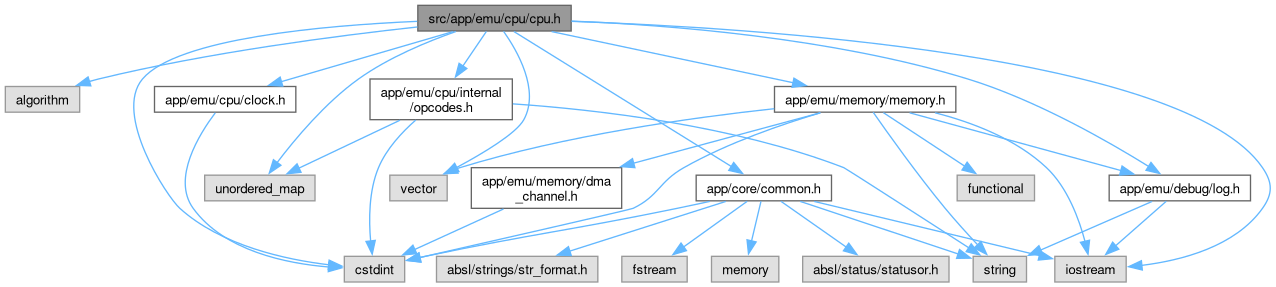 src/app/emu/cpu/cpu.h
algorithm
app/emu/cpu/clock.h
app/emu/cpu/internal
/opcodes.h
app/emu/memory/memory.h
unordered_map
vector
app/emu/memory/dma
_channel.h
app/core/common.h
functional
app/emu/debug/log.h
cstdint
absl/strings/str_format.h
fstream
memory
absl/status/statusor.h
string
iostream